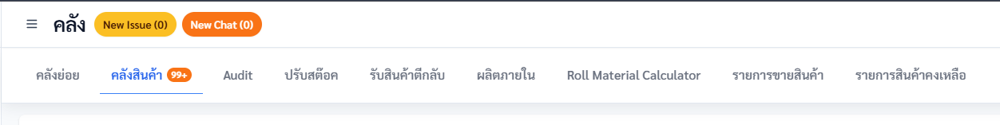 คลัง New Issue (0) New Chat (0)
คลังย่อย คลังสินค้า 99+ Audit ปรับสต๊อค รับสินค้าตีกลับ ผลิตภายใน Roll Material Calculator รายการขายสินค้า รายการสินค้าคงเหลือ